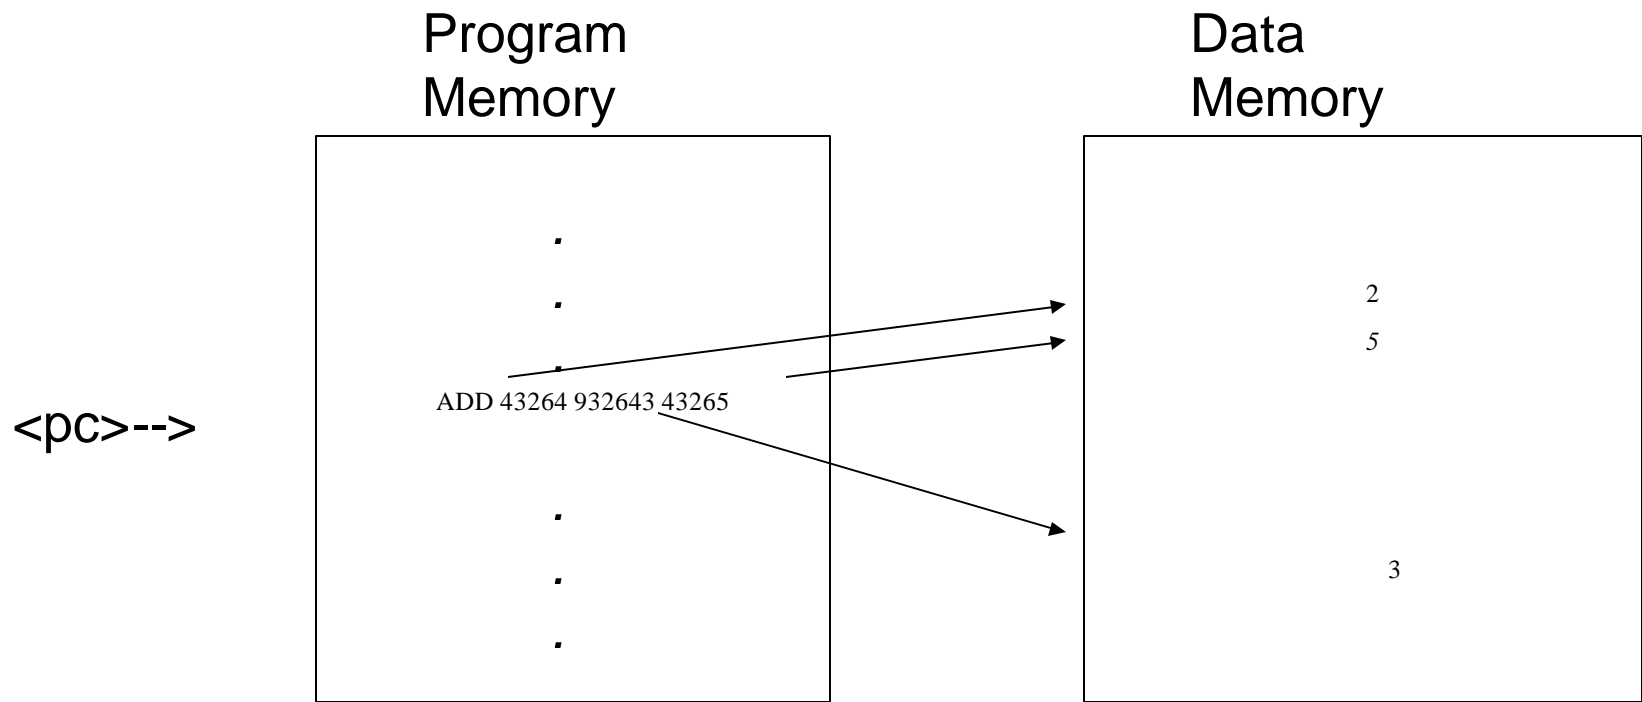 Program
Memory
Data
Memory
.
.
.
2
5
<pc>-->
ADD 43264 932643 43265
.
.
.
3